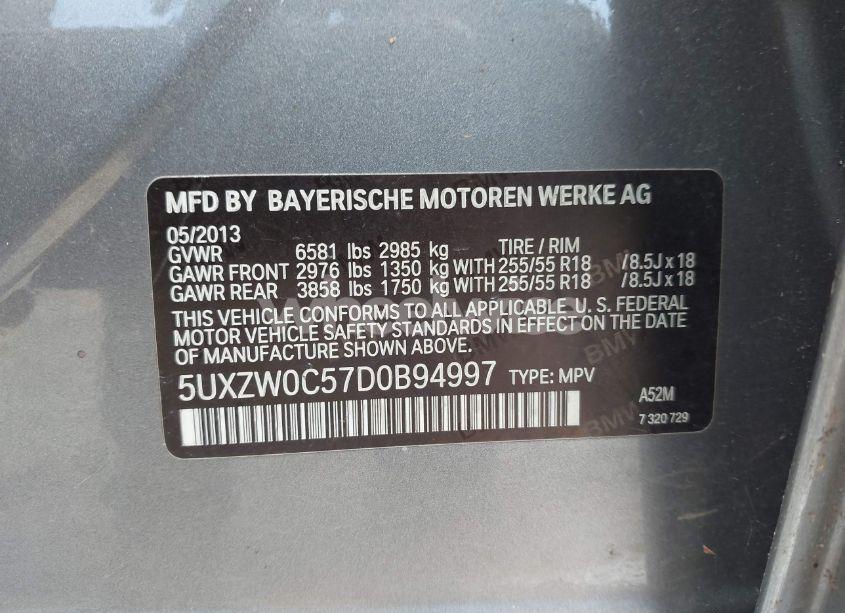 MFD BY BAYERISCHE MOTOREN WERKE AG
05/2013
GVWR 6581 lbs 2985 kg TIRE / RIM
GAWR FRONT 2976 lbs 1350 kg WITH 255/55 R18 /8.5J x 18
GAWR REAR 3858 lbs 1750 kg WITH 255/55 R18 /8.5J x 18
THIS VEHICLE CONFORMS TO ALL APPLICABLE U. S. FEDERAL
MOTOR VEHICLE SAFETY STANDARDS IN EFFECT ON THE DATE
OF MANUFACTURE SHOWN ABOVE.
5UXZW0C57D0B94997 TYPE: MPV
A52M
7 320 729